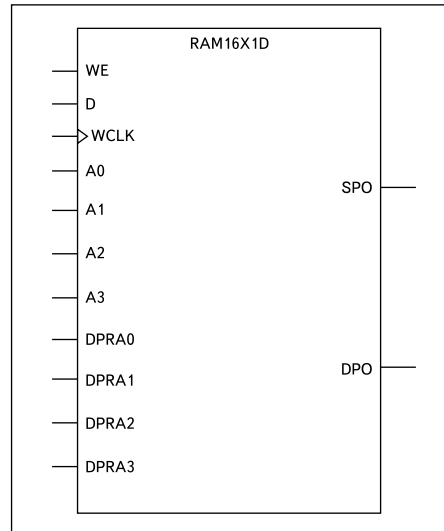 RAM16X1D
WE
D
WCLK
A0
A1
SPO
A2
A3
DPRA0
DPO
DPRA1
DPRA2
DPRA3